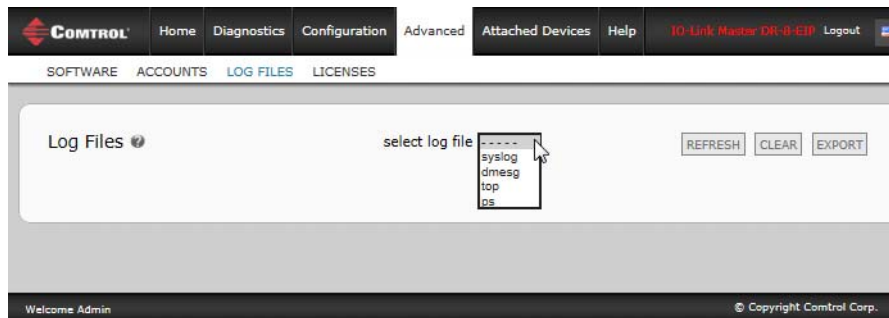 COMTROL Home Diagnostics Configuration Advanced Attached Devices Help IO-Link Master DR-8-EIP Logout
SOFTWARE ACCOUNTS LOG FILES LICENSES
Log Files ? select log file ----- REFRESH CLEAR EXPORT
syslog
dmesg
top
ps
Welcome Admin © Copyright Comtrol Corp.